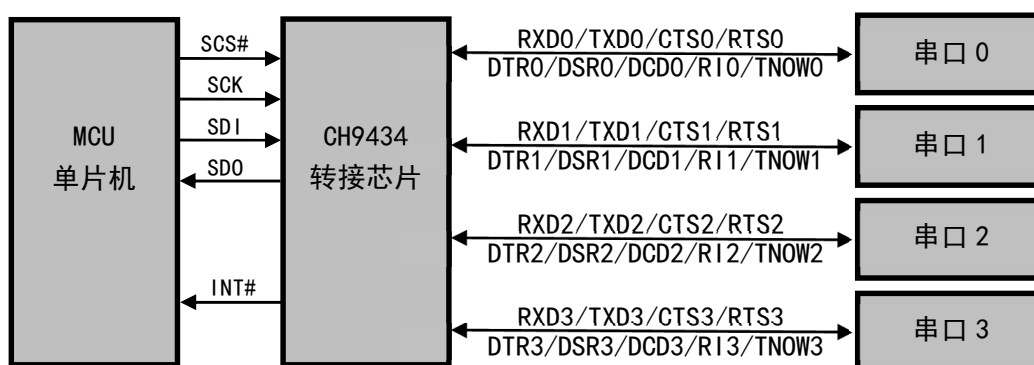 MCU
单片机
SCS#
SCK
SDI
SDO
INT#
CH9434
转接芯片
RXD0/TXD0/CTS0/RTS0
DTR0/DSR0/DCD0/RI0/TNOW0
串口 0
RXD1/TXD1/CTS1/RTS1
DTR1/DSR1/DCD1/RI1/TNOW1
串口 1
RXD2/TXD2/CTS2/RTS2
DTR2/DSR2/DCD2/RI2/TNOW2
串口 2
RXD3/TXD3/CTS3/RTS3
DTR3/DSR3/DCD3/RI3/TNOW3
串口 3